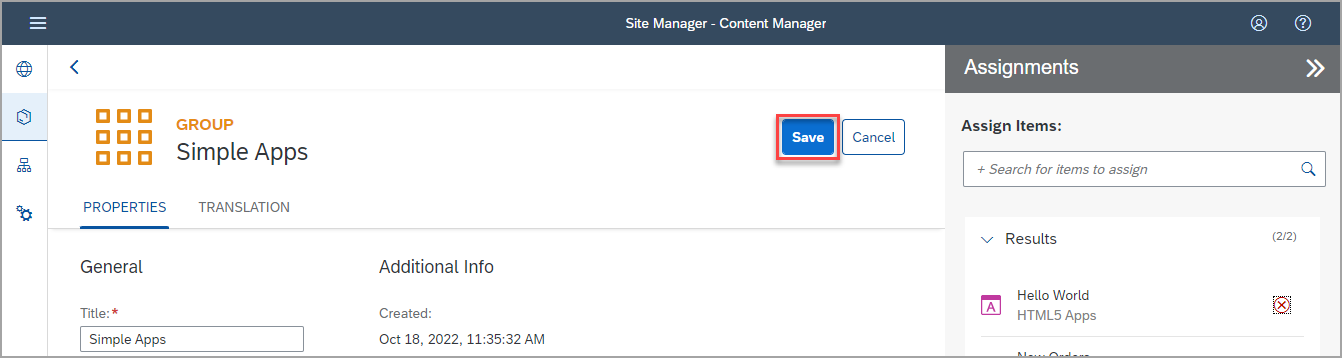 Site Manager - Content Manager
Assignments
GROUP
Simple Apps
Save
Cancel
Assign Items:
+ Search for items to assign
PROPERTIES
TRANSLATION
Results
(2/2)
General
Additional Info
Hello World
HTML5 Apps
Title:*
Simple Apps
Created:
Oct 18, 2022, 11:35:32 AM
New Orders